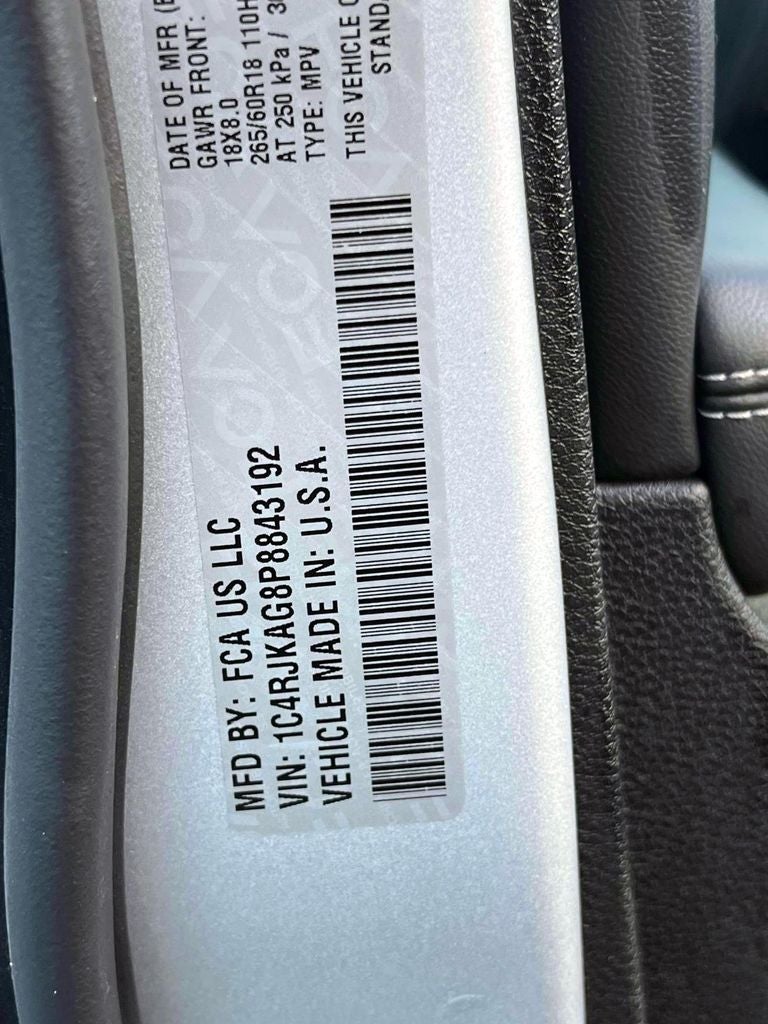 MFD BY: FCA US LLC
VIN: 1C4RJKAG8P8843192
VEHICLE MADE IN: U.S.A.
DATE OF MFR
GAWR FRONT:
18X8.0
265/60R18 110H
AT 250 kPa /
TYPE: MPV
THIS VEHICLE